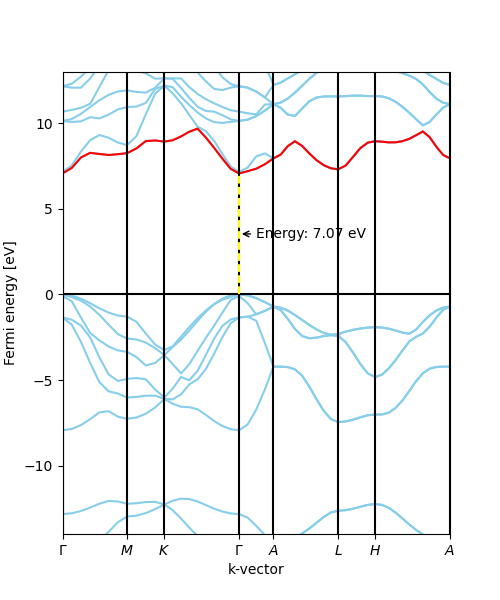 10
5
0
−5
−10
Fermi energy [eV]
Energy: 7.07 eV
Γ M K Γ A L H A
k-vector